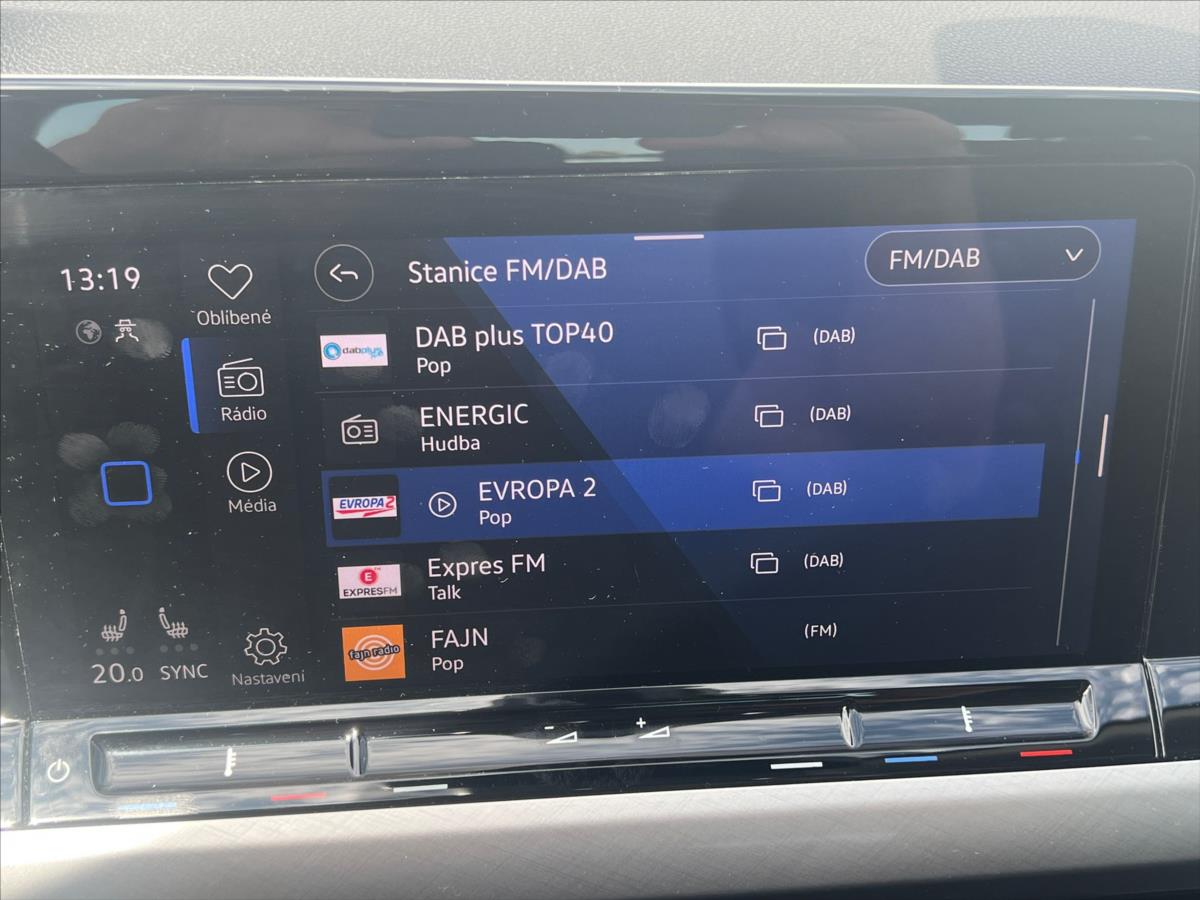 13:19
Oblíbené
Rádio
Média
20.0 SYNC
Nastavení
Stanice FM/DAB
FM/DAB
dabplus
DAB plus TOP40
Pop
(DAB)
ENERGIC
Hudba
(DAB)
EVROPA 2
EVROPA 2
Pop
(DAB)
E
EXPRESFM
Expres FM
Talk
(DAB)
fajn radio
FAJN
Pop
(FM)
- +